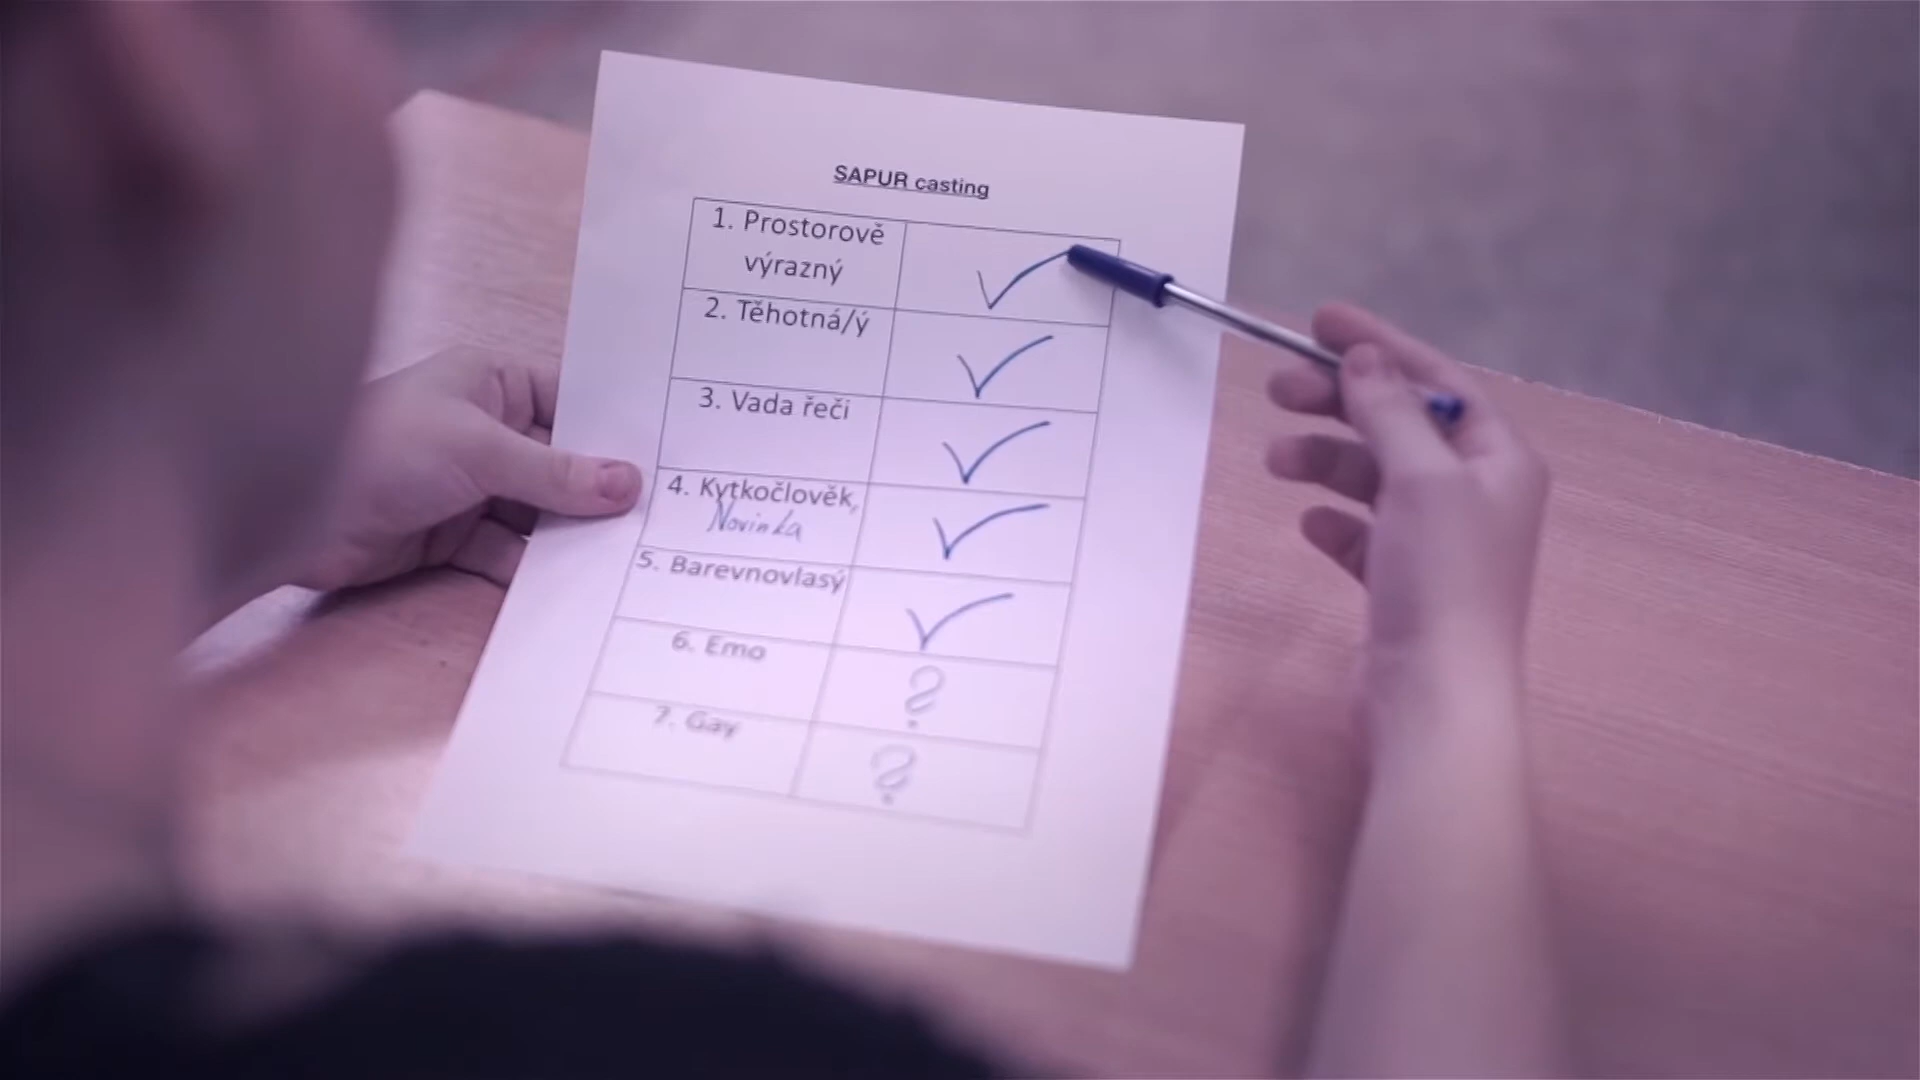 SAPUR casting
1. Prostorově
výrazný
2. Těhotná/ý
3. Vada řeči
4. Kytkočlověk,
Novinka
5. Barevnovlasý
6. Emo
?
7. Gay
?